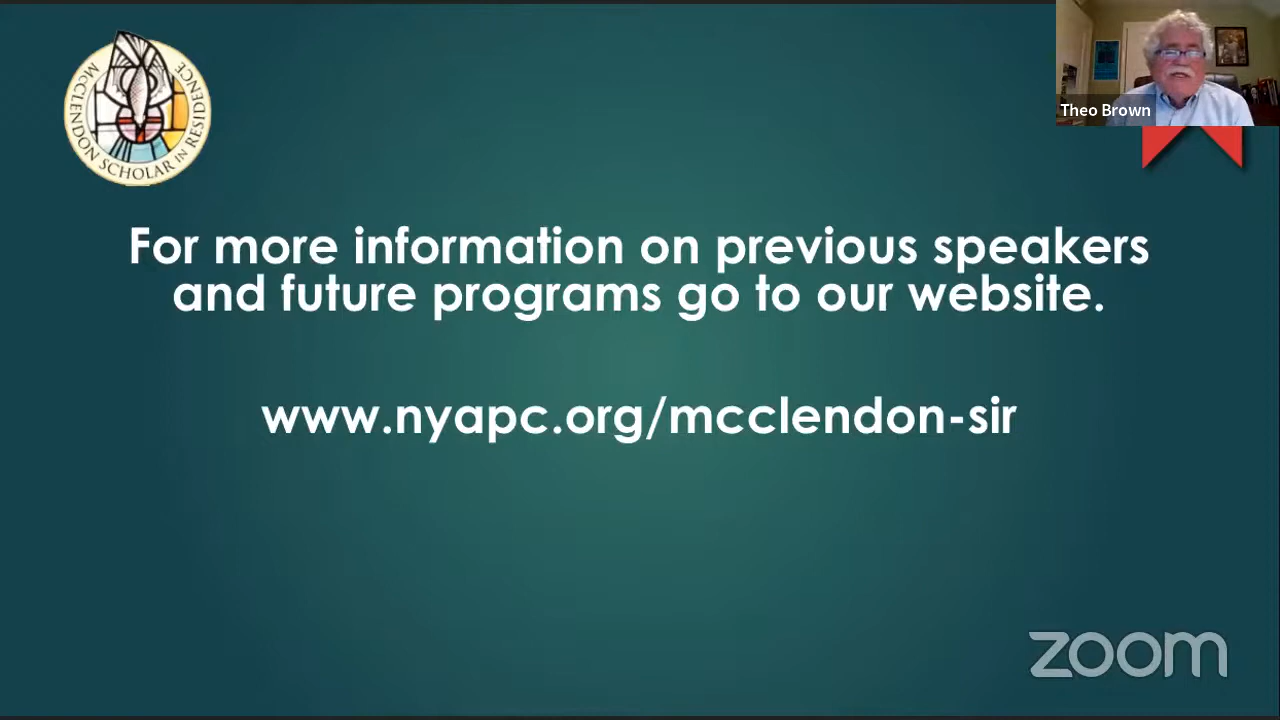 McCLENDON SCHOLAR IN RESIDENCE
Theo Brown
For more information on previous speakers
and future programs go to our website.
www.nyapc.org/mcclendon-sir
zoom